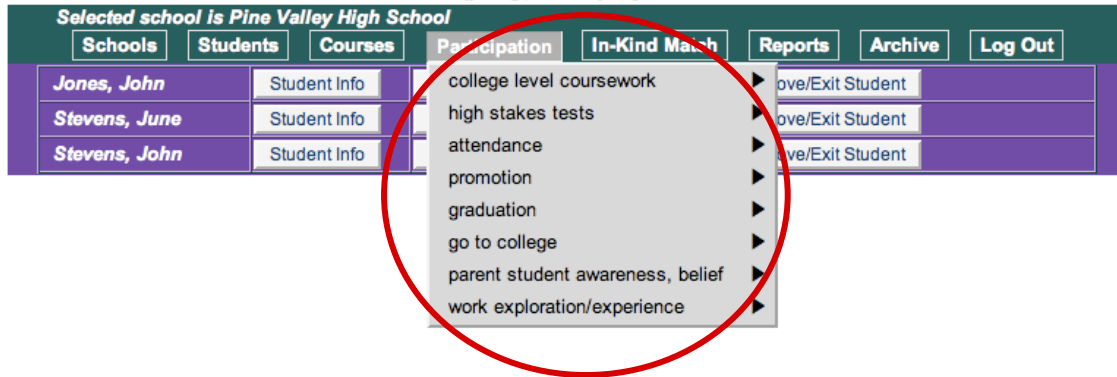 Selected school is Pine Valley High School
Schools Students Courses Participation In-Kind Match Reports Archive Log Out
Jones, John Student Info ove/Exit Student
Stevens, June Student Info ove/Exit Student
Stevens, John Student Info ove/Exit Student
college level coursework
high stakes tests
attendance
promotion
graduation
go to college
parent student awareness, belief
work exploration/experience